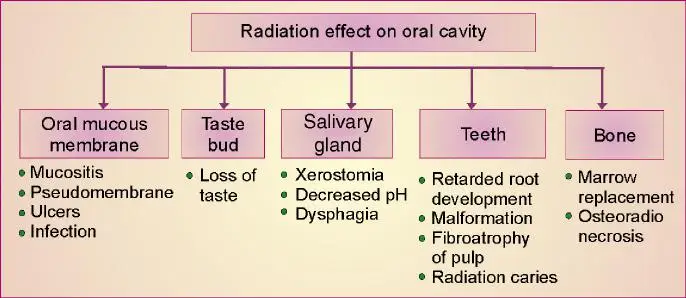 Radiation effect on oral cavity
Oral mucous
membrane
• Mucositis
• Pseudomembrane
• Ulcers
• Infection
Taste
bud
• Loss of
taste
Salivary
gland
• Xerostomia
• Decreased pH
• Dysphagia
Teeth
• Retarded root
development
• Malformation
• Fibroatrophy
of pulp
• Radiation caries
Bone
• Marrow
replacement
• Osteoradio
necrosis